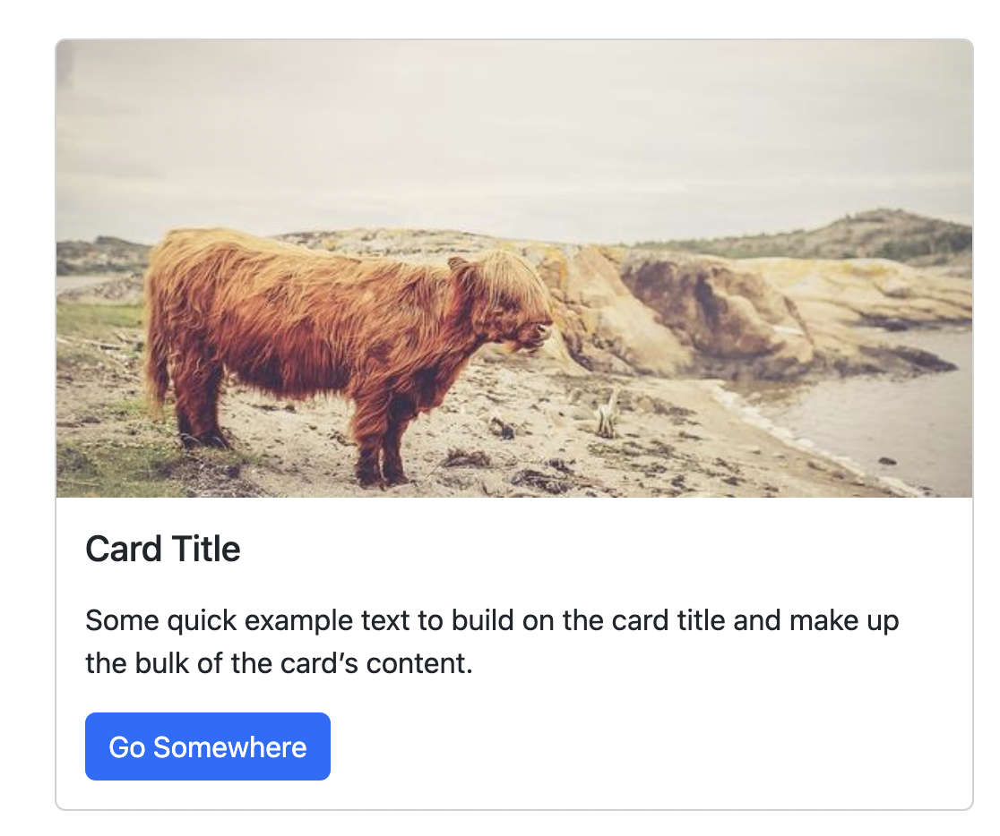 Card Title
Some quick example text to build on the card title and make up
the bulk of the card’s content.
Go Somewhere